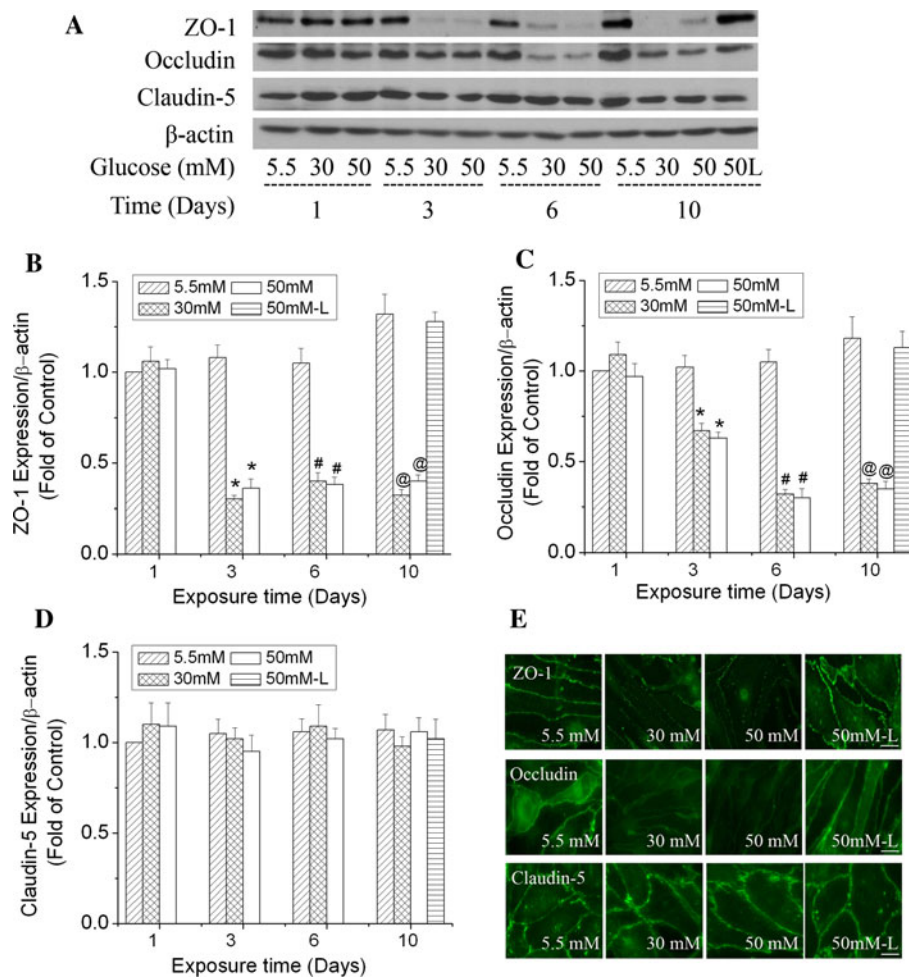 A
ZO-1
Occludin
Claudin-5
β-actin
Glucose (mM) 5.5 30 50 5.5 30 50 5.5 30 50 5.5 30 50 50L
Time (Days) 1 3 6 10
B
ZO-1 Expression/β-actin
(Fold of Control)
1.5
1.0
0.5
0.0
5.5mM 50mM
30mM 50mM-L
* * # # @ @
1 3 6 10
Exposure time (Days)
C
Occludin Expression/β-actin
(Fold of Control)
1.5
1.0
0.5
0.0
5.5mM 50mM
30mM 50mM-L
* * # # @ @
1 3 6 10
Exposure time (Days)
D
Claudin-5 Expression/β-actin
(Fold of Control)
1.5
1.0
0.5
0.0
5.5mM 50mM
30mM 50mM-L
1 3 6 10
Exposure time (Days)
E
ZO-1
5.5 mM 30 mM 50 mM 50mM-L
Occludin
5.5 mM 30 mM 50 mM 50mM-L
Claudin-5
5.5 mM 30 mM 50 mM 50mM-L